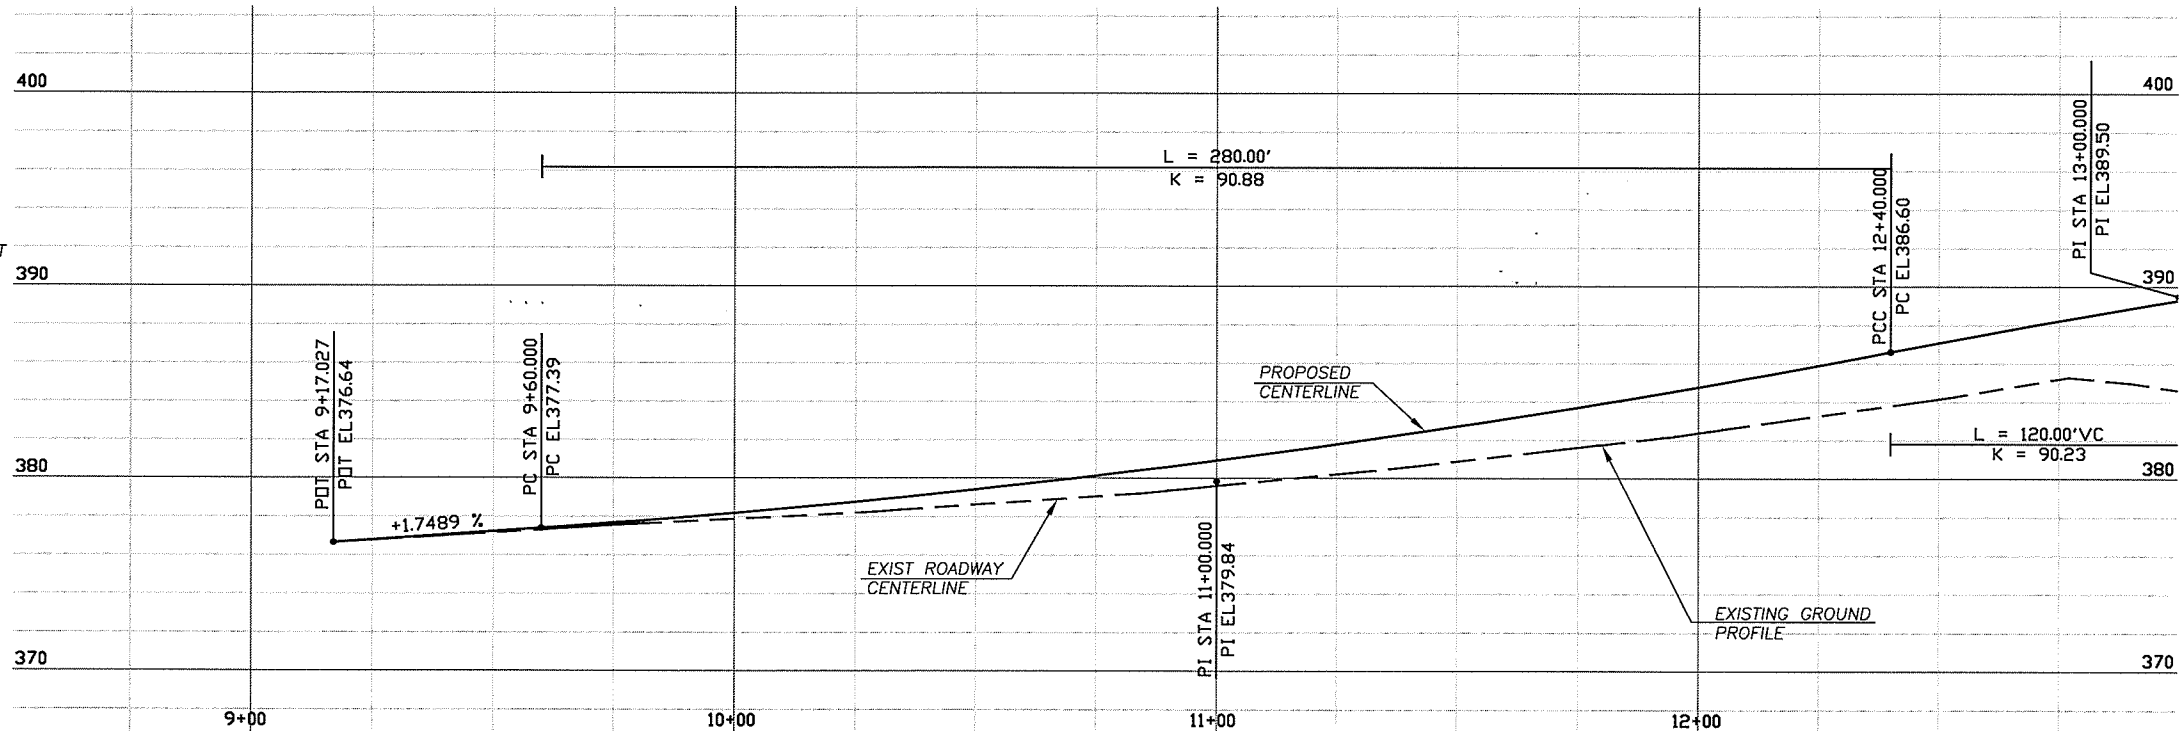 400
400
L = 280.00'
K = 90.88
PI STA 13+00.000
PI EL389.50
PCC STA 12+40.000
PC EL386.60
T
390
390
POT STA 9+17.027
POT EL376.64
PC STA 9+60.000
PC EL377.39
PROPOSED
CENTERLINE
L = 120.00'VC
K = 90.23
380
380
+1.7489 %
EXIST ROADWAY
CENTERLINE
PI STA 11+00.000
PI EL379.84
EXISTING GROUND
PROFILE
370
370
9+00
10+00
11+00
12+00